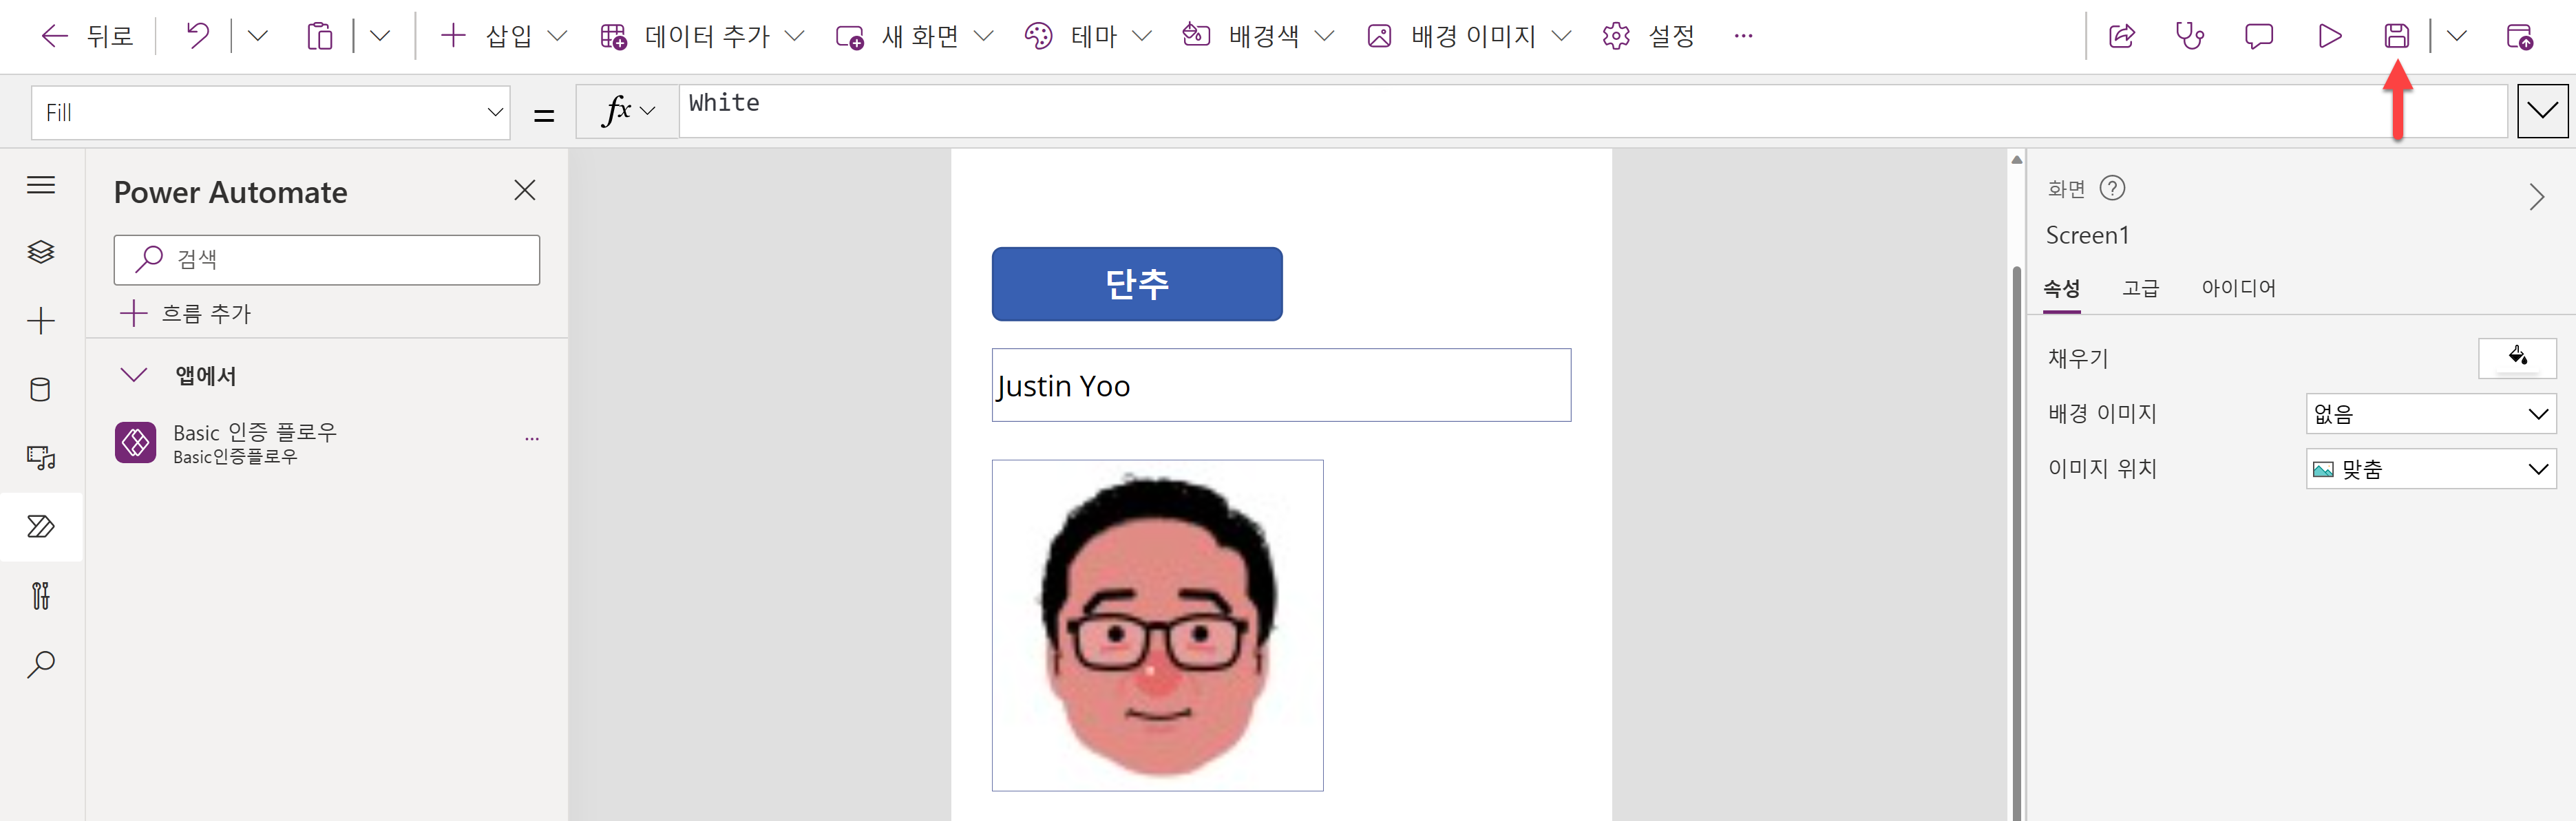 뒤로 삽입 데이터 추가 새 화면 테마 배경색 배경 이미지 설정 ...
Fill = fx White
Power Automate
검색
흐름 추가
앱에서
Basic 인증 플로우
Basic인증플로우
...
단추
Justin Yoo
화면 ?
Screen1
속성 고급 아이디어
채우기
배경 이미지 없음
이미지 위치 맞춤